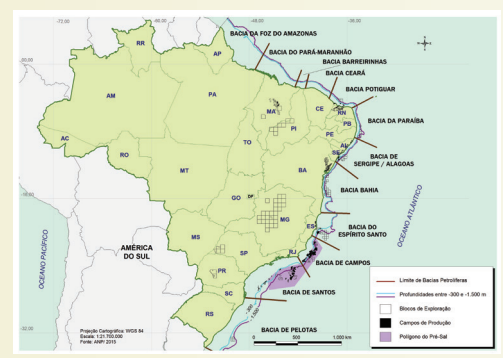 -72.00
-48.00
-36.00
BACIA DA FOZ DO AMAZONAS
BACIA DO PARÁ-MARANHÃO
BACIA BARREIRINHAS
BACIA CEARÁ
BACIA POTIGUAR
BACIA DA PARAÍBA
BACIA DE
SERGIPE / ALAGOAS
BACIA BAHIA
BACIA DO
ESPÍRITO SANTO
BACIA DE CAMPOS
BACIA DE SANTOS
BACIA DE PELOTAS
RR
AP
AM
PA
MA
CE
RN
PB
PI
PE
AL
SE
AC
RO
TO
BA
MT
GO
DF
MG
ES
MS
SP
RJ
PR
SC
RS
OCEANO PACÍFICO
AMÉRICA
DO SUL
OCEANO ATLÂNTICO
-300
-1.500
Limite de Bacias Petrolíferas
Profundidades entre -300 e -1.500 m
Blocos de Exploração
Campos de Produção
Polígono do Pré-Sal
Projeção Cartográfica: WGS 84
Escala: 1:21.700.000
Fonte: ANP/ 2015
0
500
1.000 km